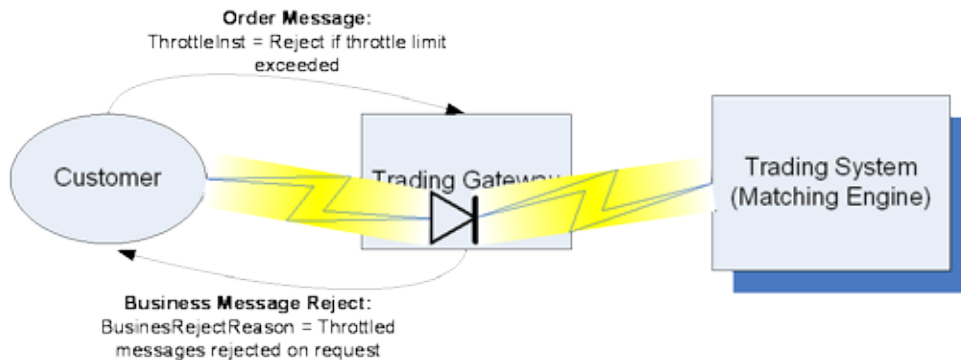 Order Message:
ThrottleInst = Reject if throttle limit
exceeded
Customer
Trading Gateway
Trading System
(Matching Engine)
Business Message Reject:
BusinesRejectReason = Throttled
messages rejected on request